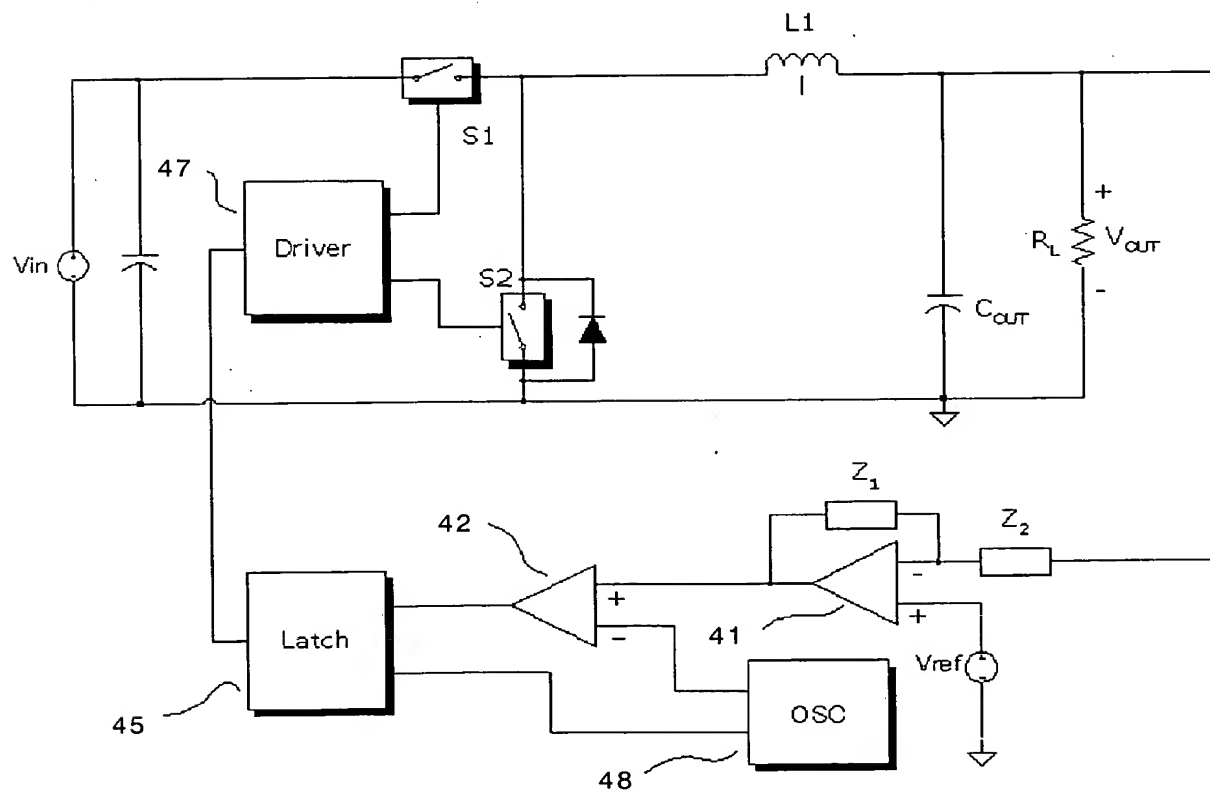 L1
S1
47
Driver
Vin
S2
+
R_L
V_OUT
-
C_OUT
Z_1
Z_2
42
+
-
-
+
41
Vref
Latch
45
OSC
48